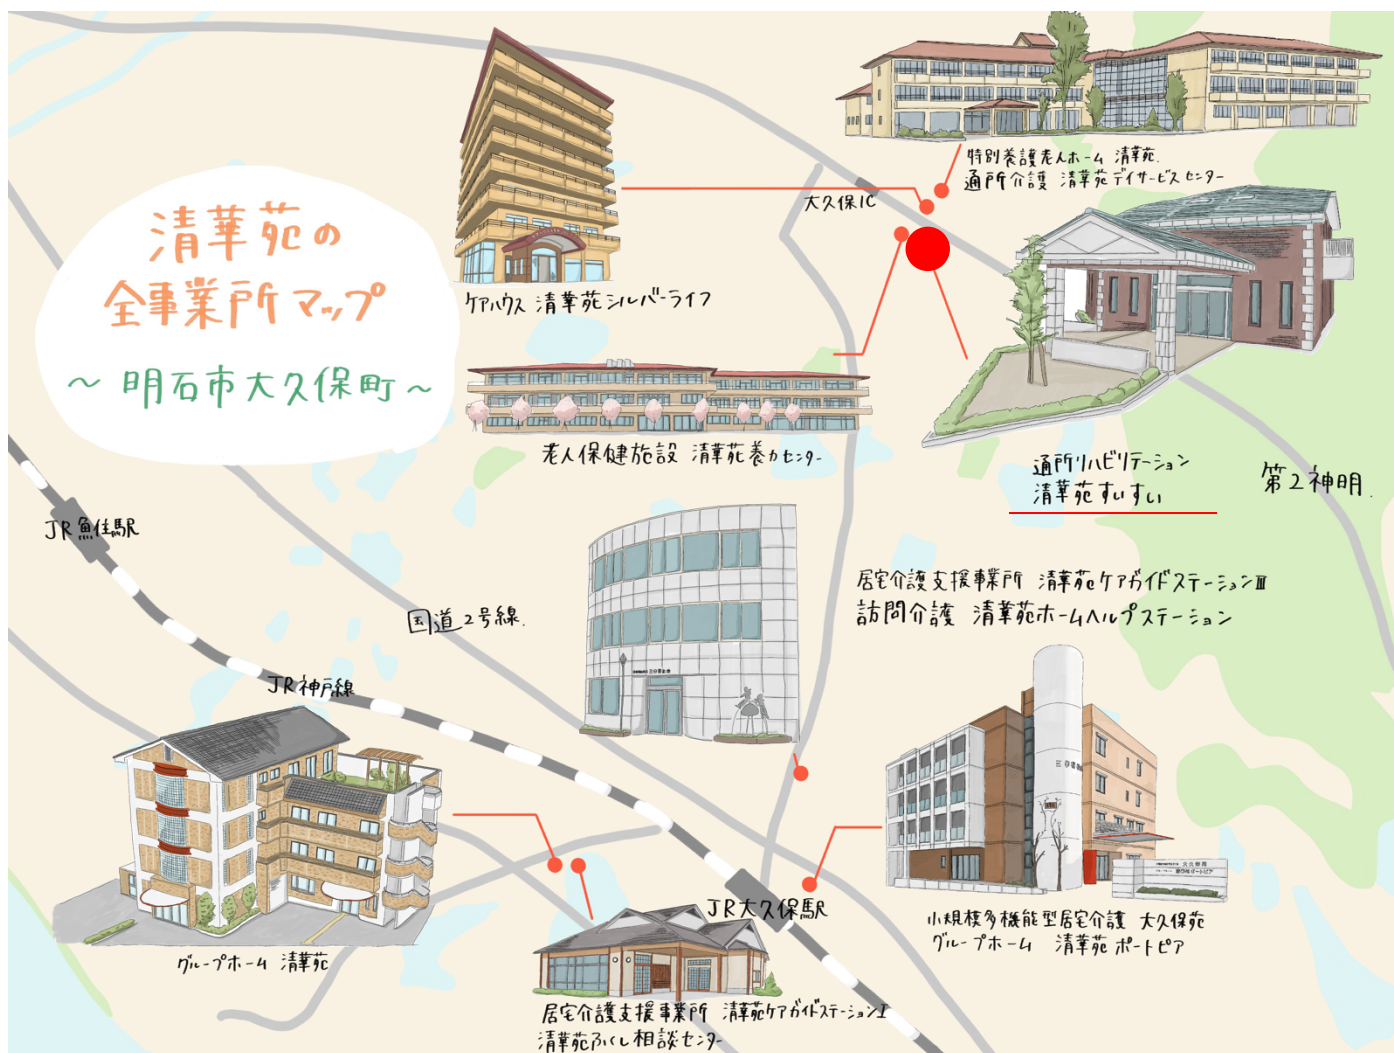 清華苑の
全事業所マップ
～明石市大久保町～
特別養護老人ホーム 清華苑
通所介護 清華苑デイサービスセンター
大久保IC
ケアハウス 清華苑シルバーライフ
老人保健施設 清華苑養力センター
通所リハビリテーション
清華苑すいすい
第2神明
JR魚住駅
国道2号線
居宅介護支援事業所 清華苑ケアガイドステーションⅢ
訪問介護 清華苑ホームヘルプステーション
JR神戸線
JR大久保駅
小規模多機能型居宅介護 大久保苑
グループホーム 清華苑ポートピア
グループホーム 清華苑
居宅介護支援事業所 清華苑ケアガイドステーションⅠ
清華苑ふくし相談センター